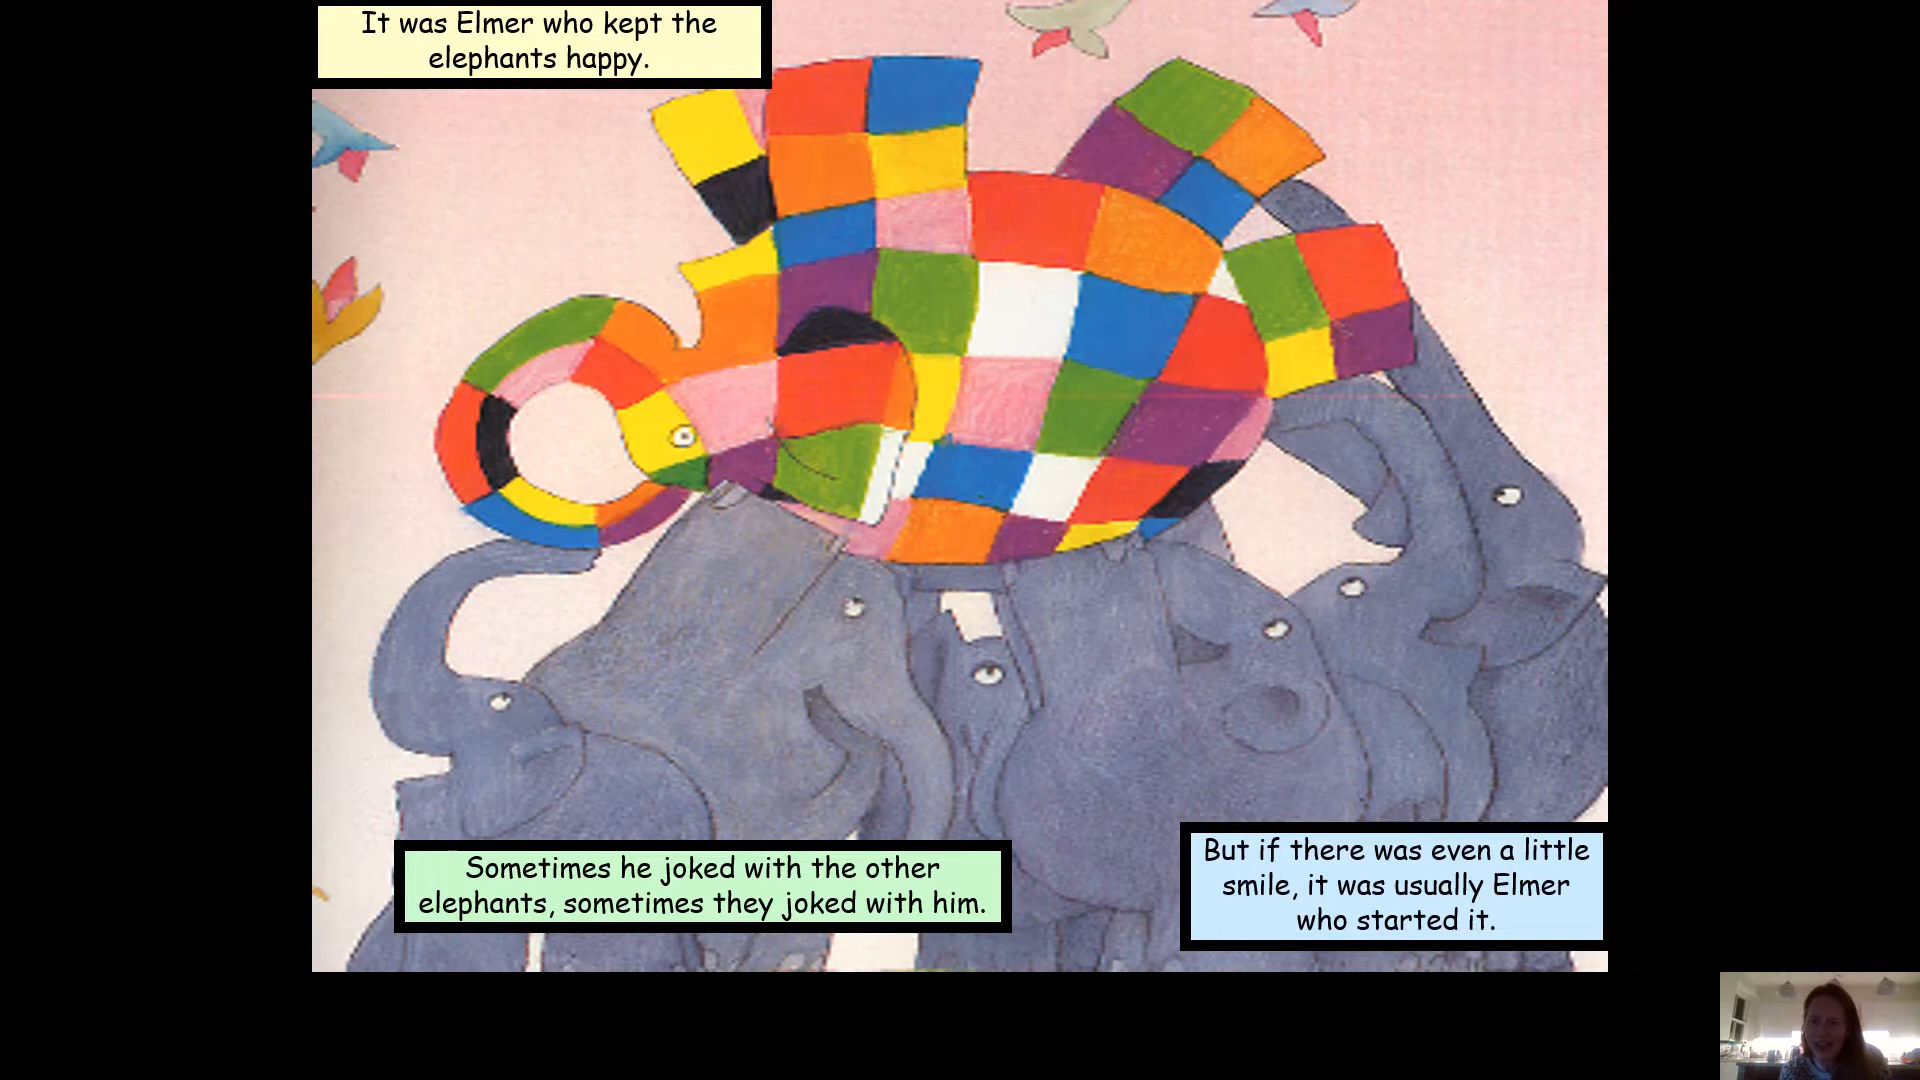 It was Elmer who kept the
elephants happy.
Sometimes he joked with the other
elephants, sometimes they joked with him.
But if there was even a little
smile, it was usually Elmer
who started it.